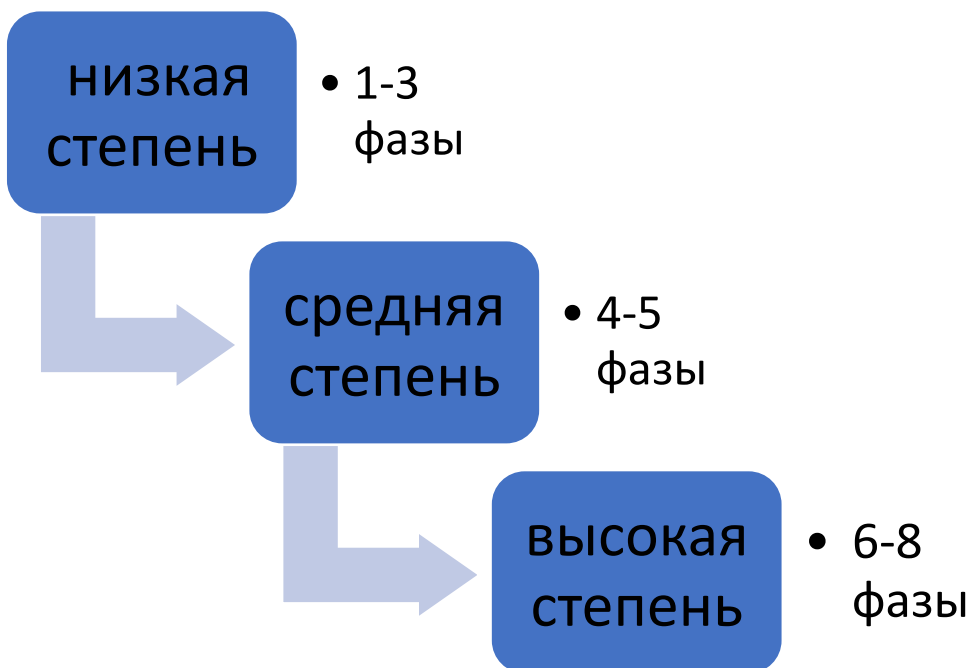 низкая
степень
• 1-3
фазы
средняя
степень
• 4-5
фазы
высокая
степень
• 6-8
фазы